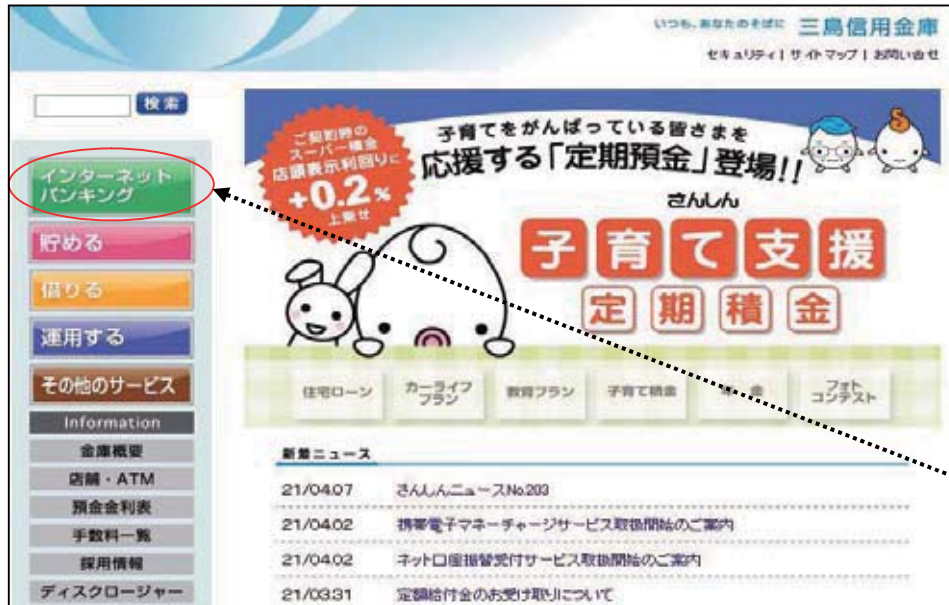 いつも、あなたのそばに 三島信用金庫
セキュリティ | サイトマップ | お問い合せ
検索
ご契約時の
スーパー積金
店頭表示利回りに
+0.2%
上乗せ
子育てをがんばっている皆さまを
応援する「定期預金」登場!!
さんしん
子育て支援
定期積金
インターネット
バンキング
貯める
借りる
運用する
その他のサービス
Information
金庫概要
店舗・ATM
預金金利表
手数料一覧
採用情報
ディスクロージャー
住宅ローン
カーライフ
プラン
教育プラン
子育て積金
金
フォト
コンテスト
新着ニュース
21/04.07 さんしんニュースNo.203
21/04.02 携帯電子マネーチャージサービス取扱開始のご案内
21/04.02 ネット口座振替受付サービス取扱開始のご案内
21/03.31 定額給付金のお受け取りについて